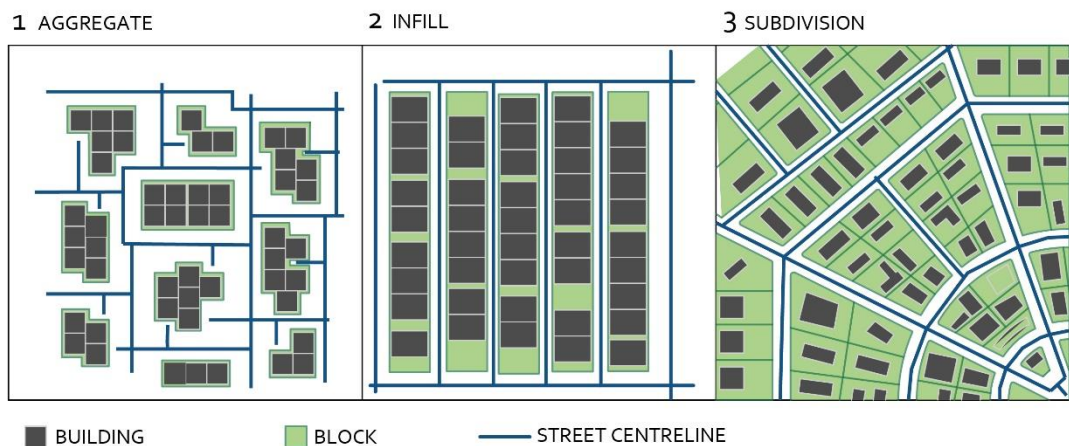 1 AGGREGATE
2 INFILL
3 SUBDIVISION
BUILDING
BLOCK
STREET CENTRELINE